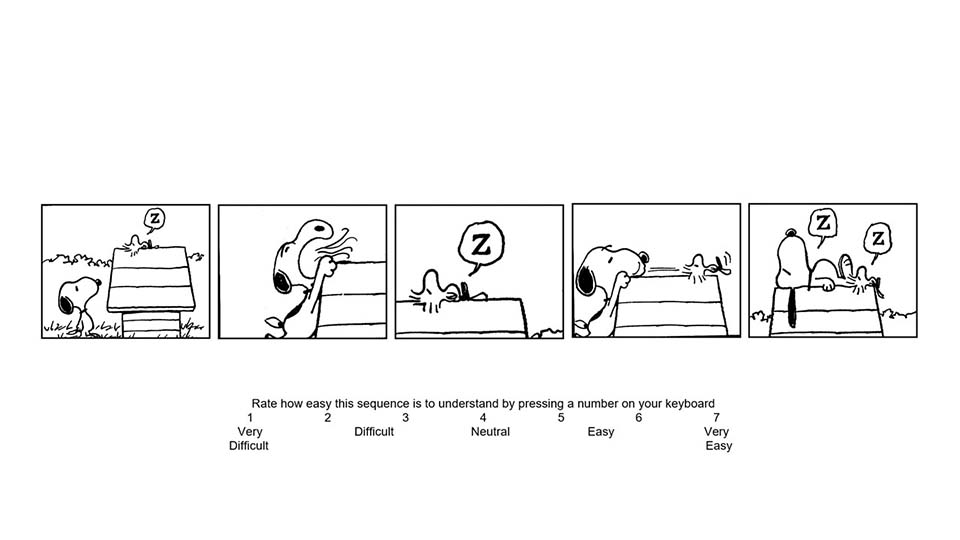 Z
Z
Z
Z
Rate how easy this sequence is to understand by pressing a number on your keyboard
1 2 3 4 5 6 7
Very Difficult Neutral Easy Very
Difficult Easy